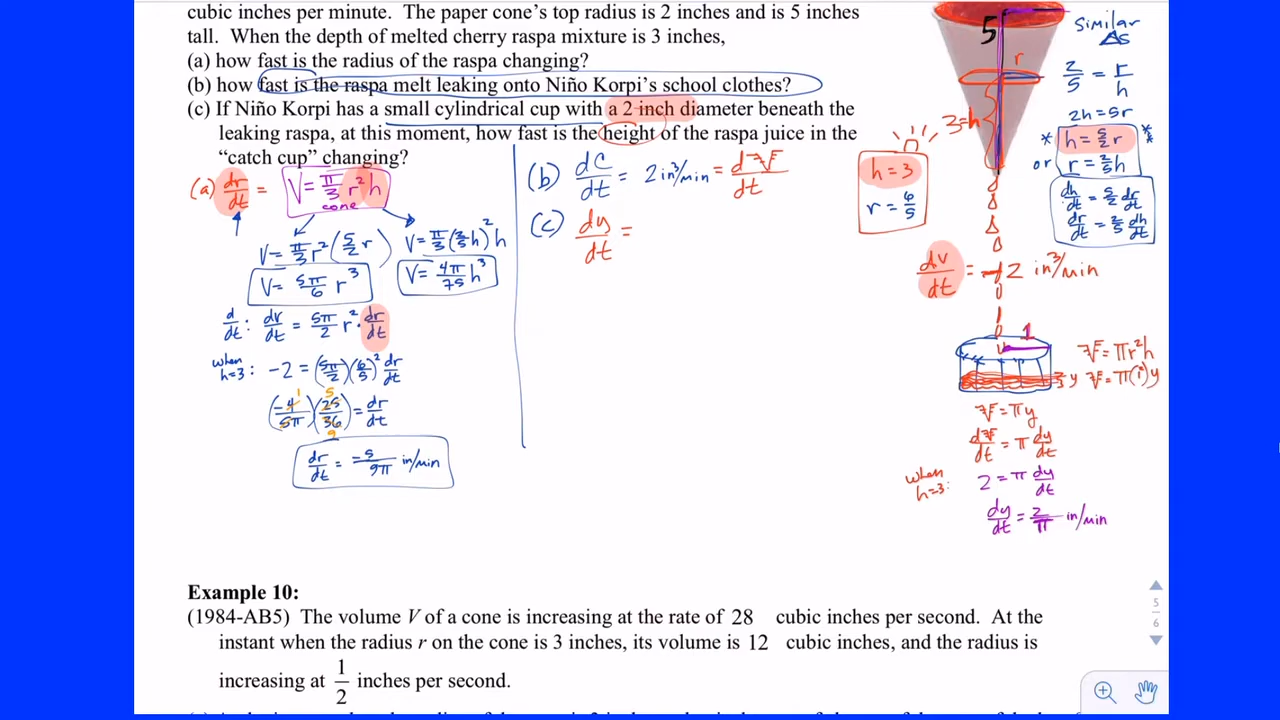 cubic inches per minute. The paper cone's top radius is 2 inches and is 5 inches
tall. When the depth of melted cherry raspa mixture is 3 inches,
(a) how fast is the radius of the raspa changing?
(b) how fast is the raspa melt leaking onto Niño Korpi's school clothes?
(c) If Niño Korpi has a small cylindrical cup with a 2 inch diameter beneath the
leaking raspa, at this moment, how fast is the height of the raspa juice in the
"catch cup" changing?
(a) dr/dt =
V = π/3 r² h
cone
V = π/3 r² (5/2 r)
V = 5π/6 r³
V = π/3 (2/5 h)² h
V = 4π/75 h³
d/dt: dv/dt = 5π/2 r² · dr/dt
when h=3: -2 = (5π/2)(6/5)² dr/dt
(-4/5π)(25/36) = dr/dt
1 5 9
dr/dt = -5/9π in/min
(b) dC/dt = 2 in³/min = dV/dt
(c) dy/dt =
5
r
3=h
h = 3
r = 6/5
Similar Δs
2/5 = r/h
2h = 5r
* h = 5/2 r *
or r = 2/5 h
dh/dt = 5/2 dr/dt
dr/dt = 2/5 dh/dt
dv/dt = -2 in³/min
1
y
V = πr²h
V = π(1²)y
V = πy
dV/dt = π dy/dt
when h=3: 2 = π dy/dt
dy/dt = 2/π in/min
Example 10:
(1984-AB5) The volume V of a cone is increasing at the rate of 28 cubic inches per second. At the
instant when the radius r on the cone is 3 inches, its volume is 12 cubic inches, and the radius is
increasing at 1/2 inches per second.
5
6